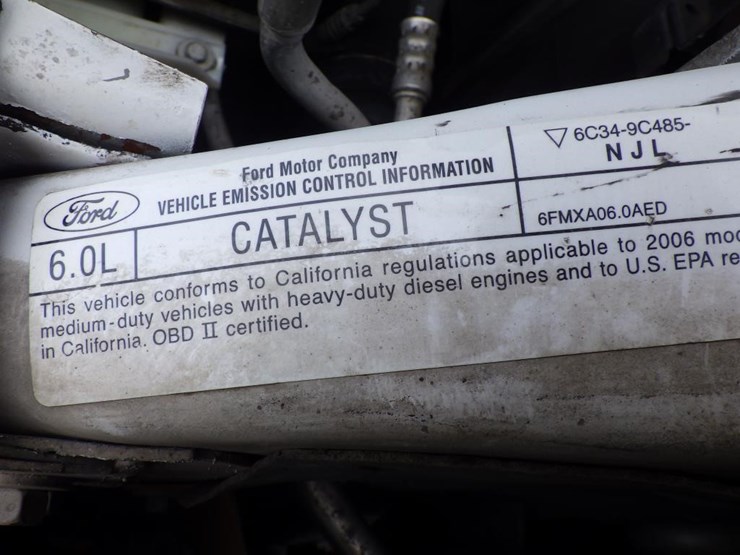 Ford
Ford Motor Company
VEHICLE EMISSION CONTROL INFORMATION
6C34-9C485-
NJL
6.0L
CATALYST
6FMXA06.0AED
This vehicle conforms to California regulations applicable to 2006
medium-duty vehicles with heavy-duty diesel engines and to U.S. EPA
in California. OBD II certified.